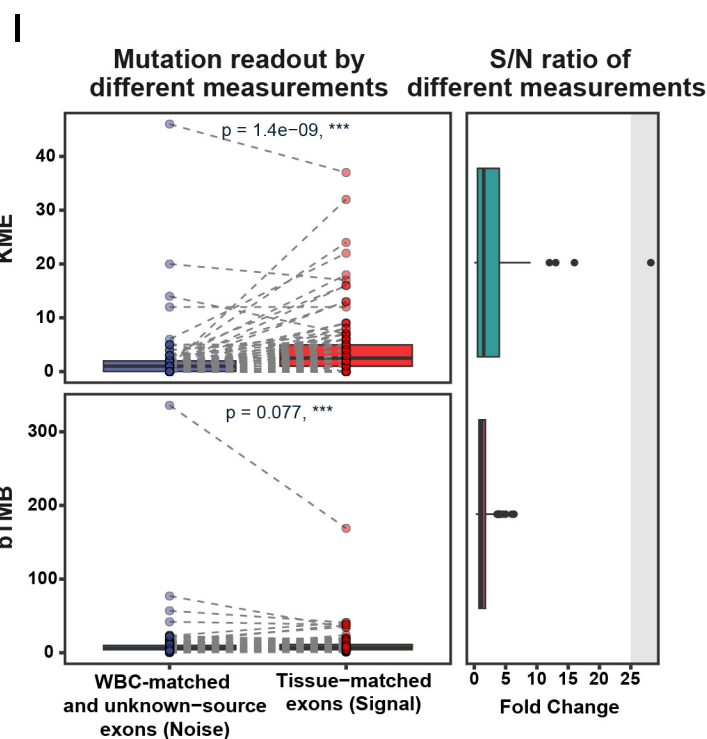 I
Mutation readout by
different measurements
S/N ratio of
different measurements
KME
p = 1.4e−09, ***
40
30
20
10
0
bTMB
p = 0.077, ***
300
200
100
0
WBC-matched
and unknown−source
exons (Noise)
Tissue−matched
exons (Signal)
0 5 10 15 20 25
Fold Change